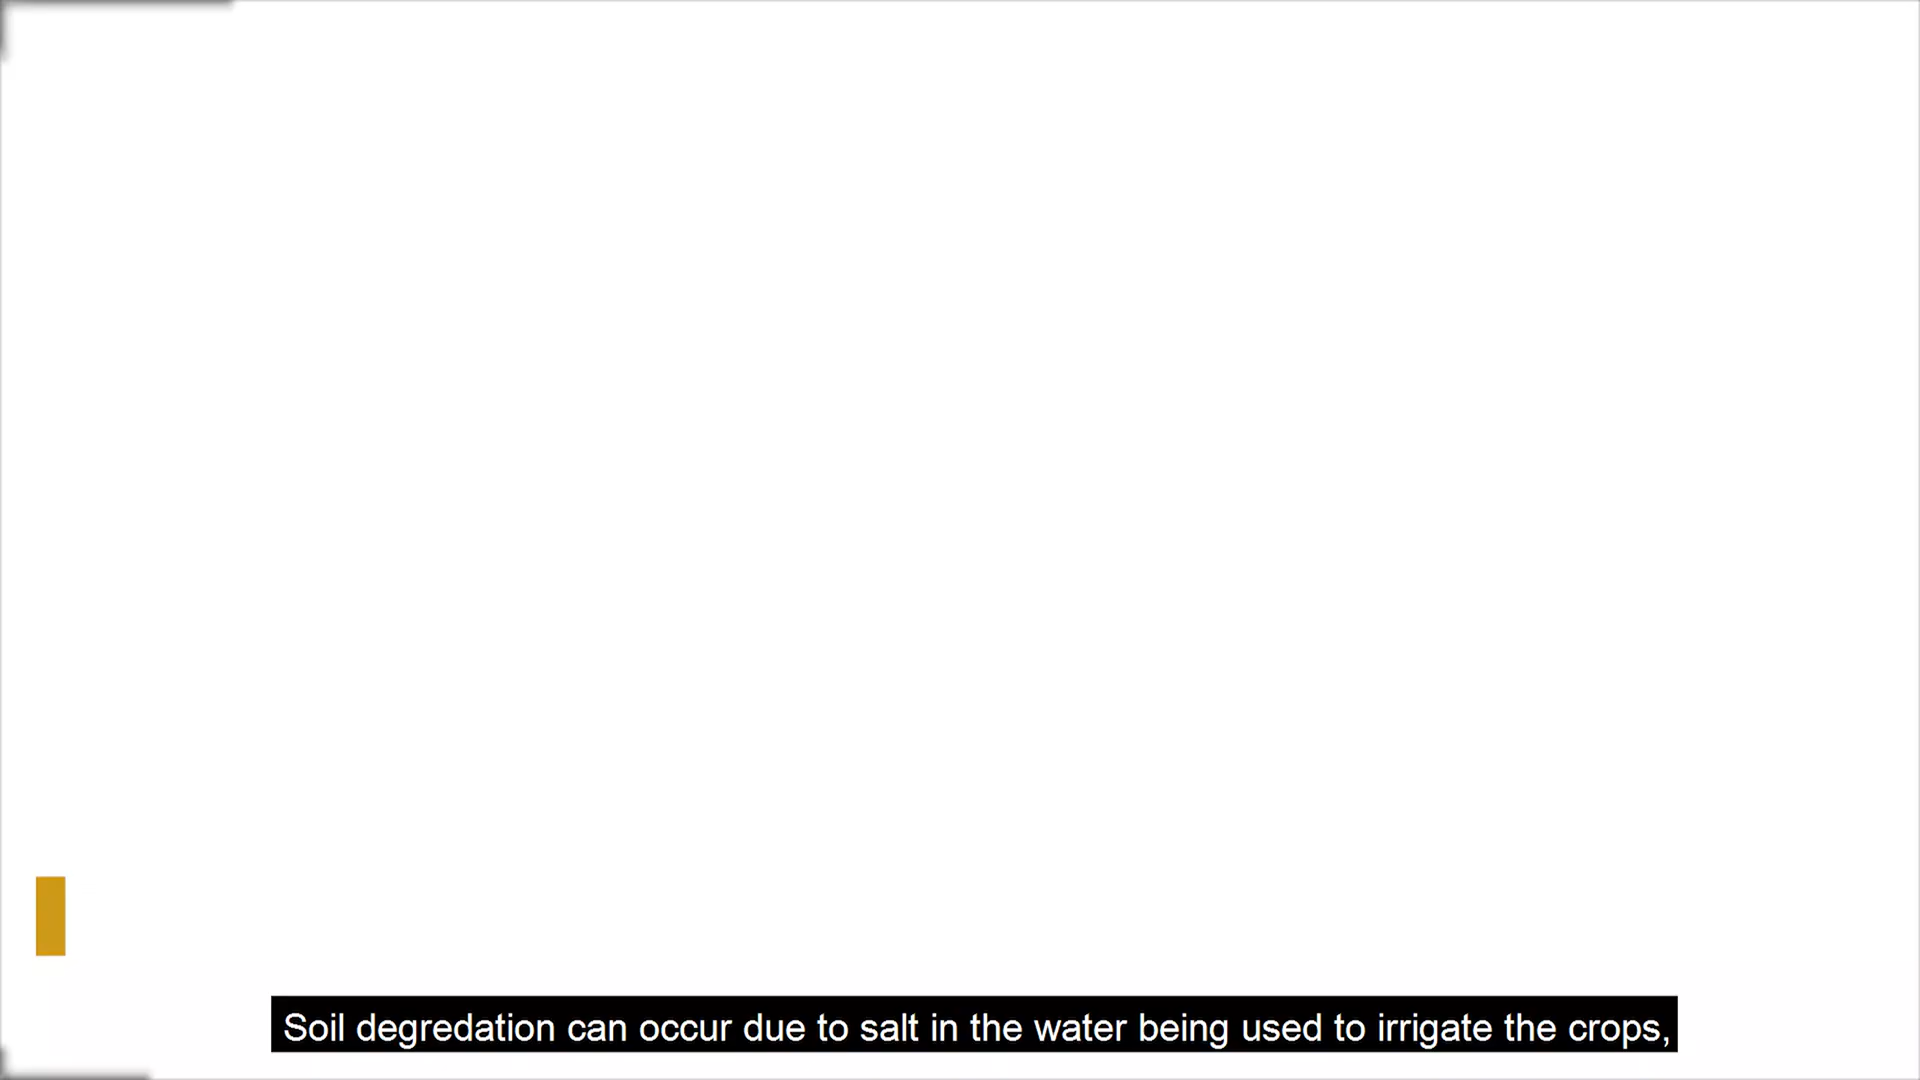 Soil degredation can occur due to salt in the water being used to irrigate the crops,